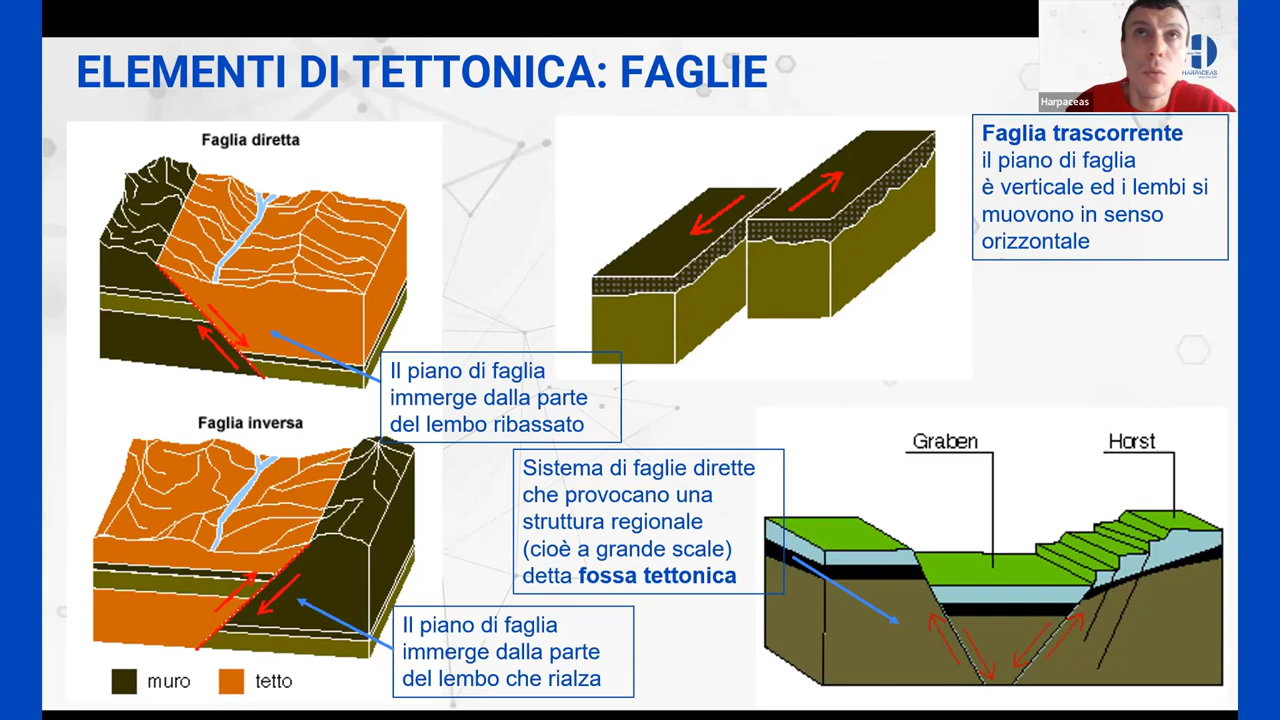 ELEMENTI DI TETTONICA: FAGLIE
HARPACEAS
Harpaceas
Faglia diretta
Faglia trascorrente
il piano di faglia
è verticale ed i lembi si
muovono in senso
orizzontale
Il piano di faglia
immerge dalla parte
del lembo ribassato
Faglia inversa
Graben
Horst
Sistema di faglie dirette
che provocano una
struttura regionale
(cioè a grande scale)
detta fossa tettonica
Il piano di faglia
immerge dalla parte
del lembo che rialza
muro
tetto